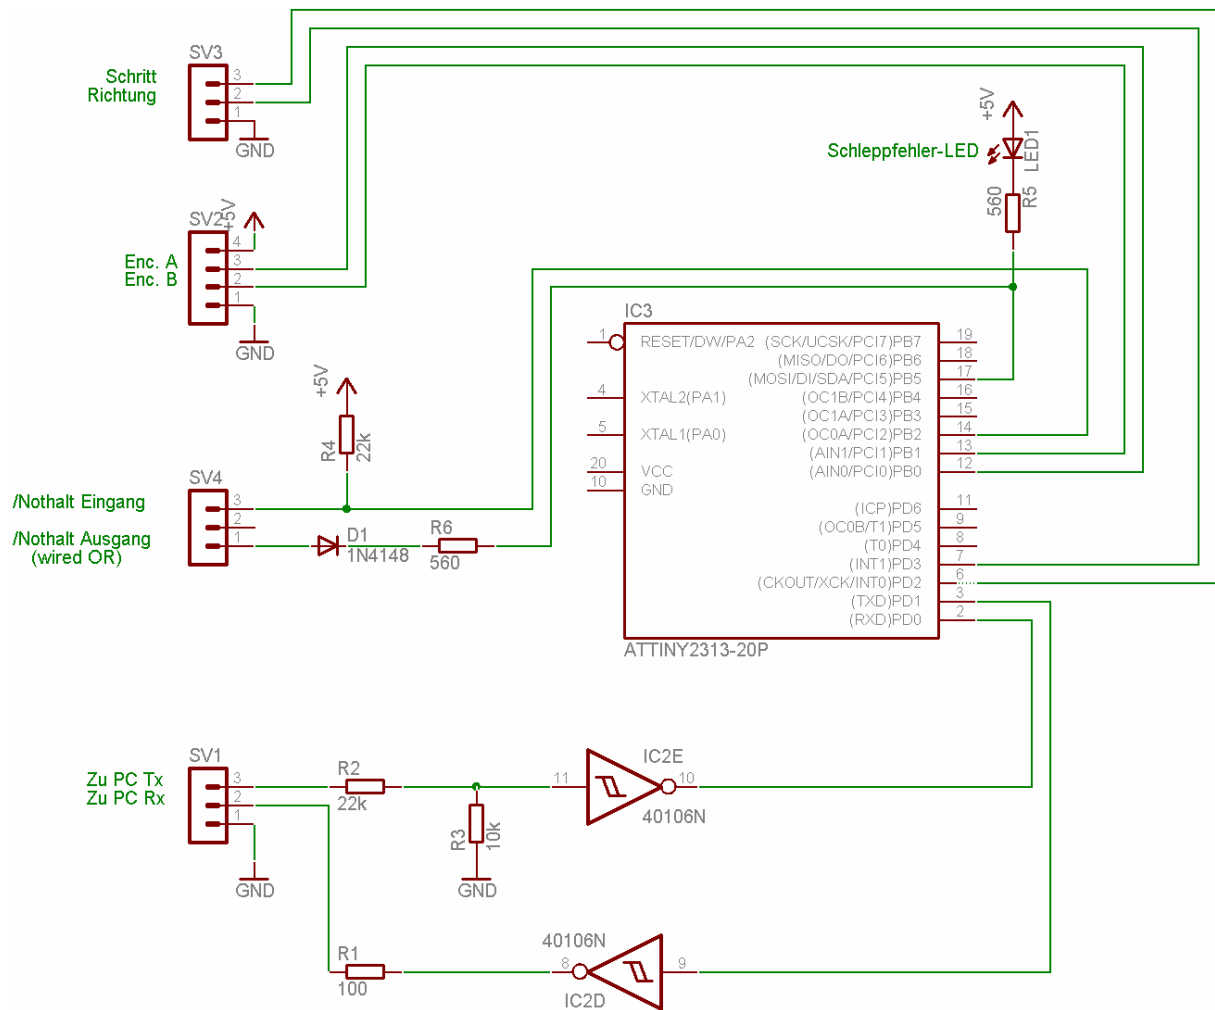 SV3
Schritt
Richtung
3
2
1
GND
+5V
LED1
Schleppfehler-LED
560
R5
SV2
+5V
Enc. A
Enc. B
4
3
2
1
GND
IC3
1
RESET/DW/PA2
(SCK/UCSK/PCI7)PB7
19
(MISO/DO/PCI6)PB6
18
(MOSI/DI/SDA/PCI5)PB5
17
4
XTAL2(PA1)
(OC1B/PCI4)PB4
16
(OC1A/PCI3)PB3
15
5
XTAL1(PA0)
(OC0A/PCI2)PB2
14
(AIN1/PCI1)PB1
13
20
VCC
(AIN0/PCI0)PB0
12
10
GND
(ICP)PD6
11
(OC0B/T1)PD5
9
(T0)PD4
8
(INT1)PD3
7
(CKOUT/XCK/INT0)PD2
6
(TXD)PD1
3
(RXD)PD0
2
ATTINY2313-20P
+5V
R4
22k
SV4
/Nothalt Eingang
/Nothalt Ausgang
(wired OR)
3
2
1
D1
1N4148
R6
560
SV1
Zu PC Tx
Zu PC Rx
3
2
1
GND
R2
22k
R3
10k
GND
11
IC2E
10
40106N
R1
100
40106N
8
9
IC2D